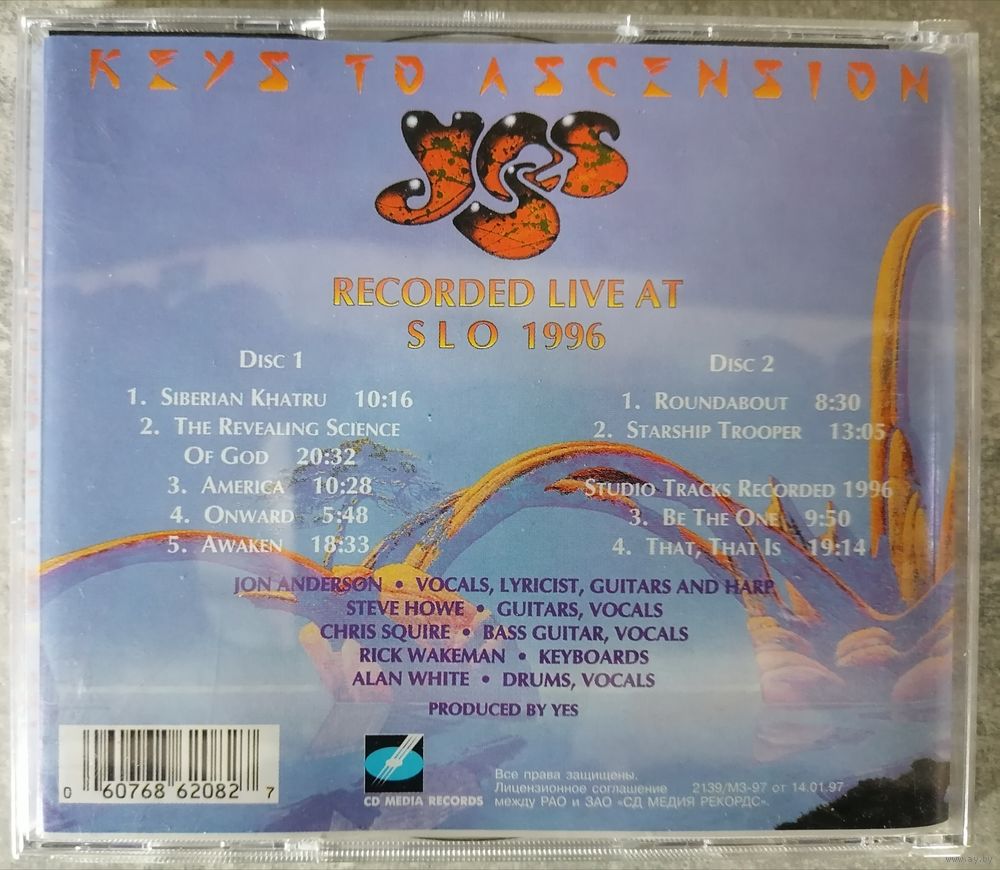 KEYS TO ASCENSION
YES
RECORDED LIVE AT
SLO 1996
DISC 1
1. SIBERIAN KHATRU 10:16
2. THE REVEALING SCIENCE
OF GOD 20:32
3. AMERICA 10:28
4. ONWARD 5:48
5. AWAKEN 18:33
DISC 2
1. ROUNDABOUT 8:30
2. STARSHIP TROOPER 13:05
STUDIO TRACKS RECORDED 1996
3. BE THE ONE 9:50
4. THAT, THAT IS 19:14
JON ANDERSON • VOCALS, LYRICIST, GUITARS AND HARP
STEVE HOWE • GUITARS, VOCALS
CHRIS SQUIRE • BASS GUITAR, VOCALS
RICK WAKEMAN • KEYBOARDS
ALAN WHITE • DRUMS, VOCALS
PRODUCED BY YES
0 60768 62082 7
CD MEDIA RECORDS
Все права защищены.
Лицензионное соглашение 2139/МЗ-97 от 14.01.97
между РАО и ЗАО «СД МЕДИЯ РЕКОРДС».
www.ay.by